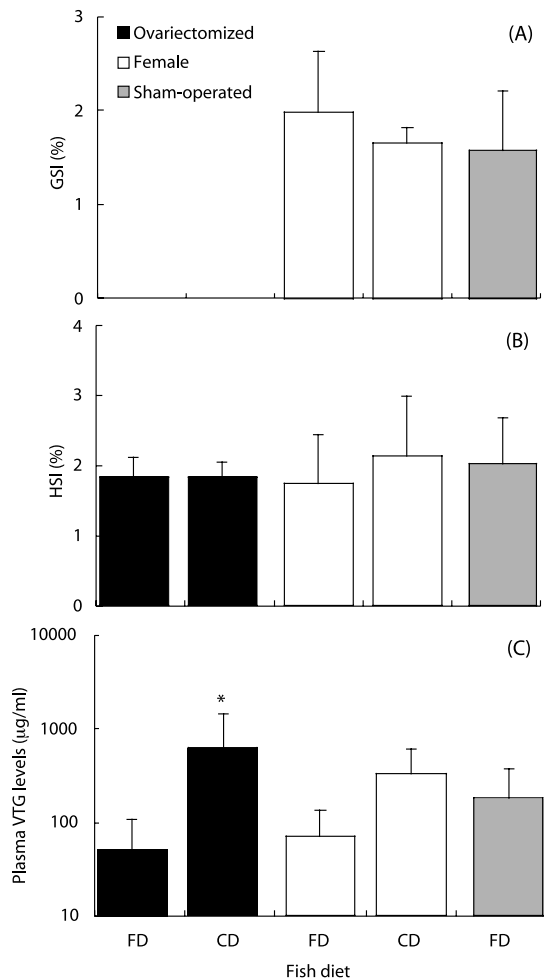 (A)
Ovariectomized
Female
Sham-operated
GSI (%)
3
2
1
0
(B)
HSI (%)
4
3
2
1
0
(C)
Plasma VTG levels (μg/ml)
10000
1000
100
10
*
FD CD FD CD FD
Fish diet